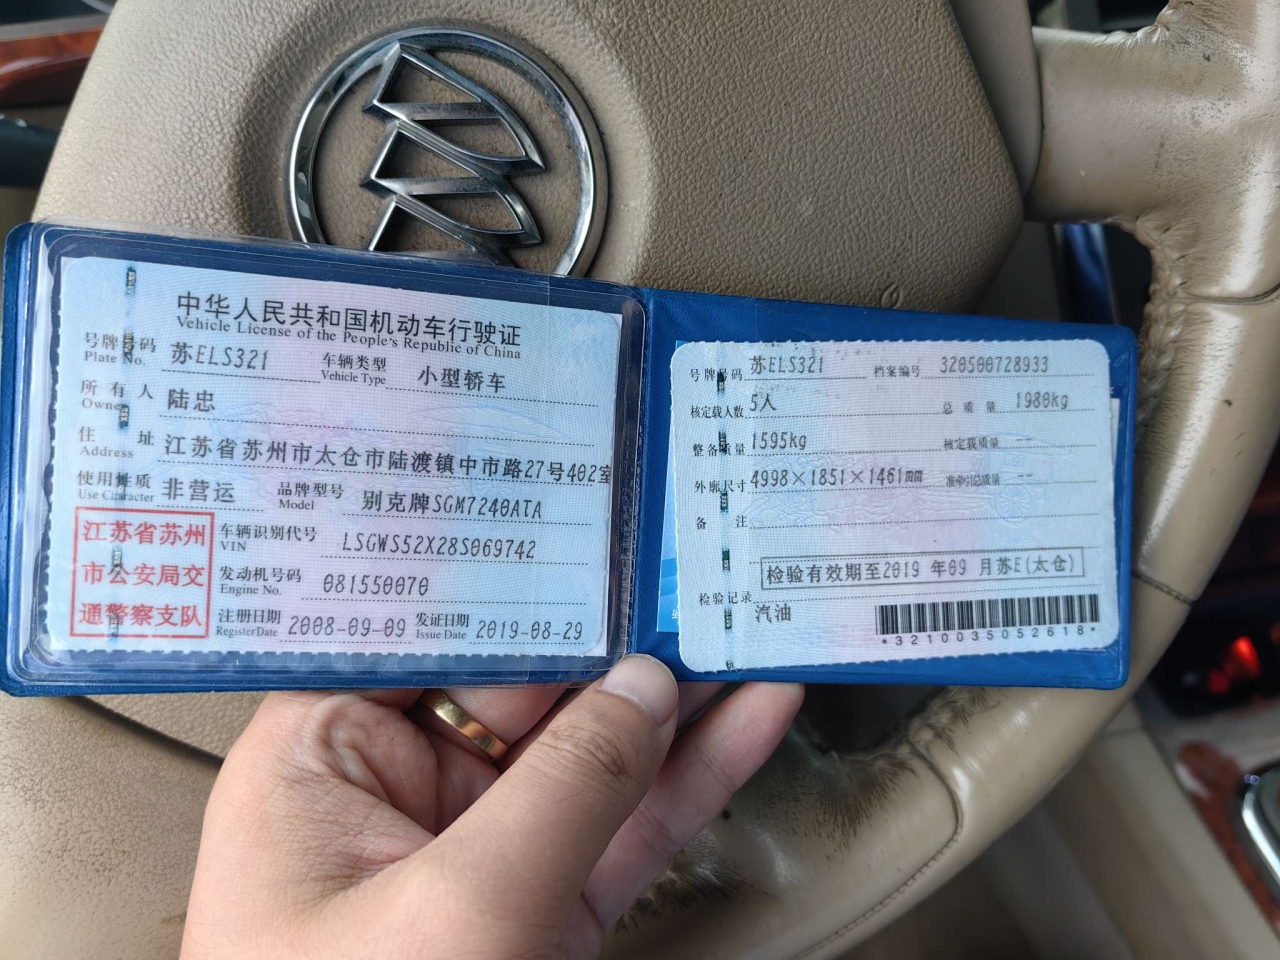 中华人民共和国机动车行驶证
Vehicle License of the People's Republic of China
号牌号码 Plate No. 苏ELS321 车辆类型 Vehicle Type 小型轿车
所有人 Owner 陆忠
住址 Address 江苏省苏州市太仓市陆渡镇中市路27号402室
使用性质 Use Character 非营运 品牌型号 Model 别克牌SGM7240ATA
江苏省苏州
市公安局交
通警察支队
车辆识别代号 VIN LSGWS52X28S069742
发动机号码 Engine No. 081550070
注册日期 Register Date 2008-09-09 发证日期 Issue Date 2019-08-29
号牌号码 苏ELS321 档案编号 320500728933
核定载人数 5人 总质量 1980kg
整备质量 1595kg 核定载质量 --
外廓尺寸 4998×1851×1461mm 准牵引总质量 --
备注
检验有效期至2019 年09 月苏E(太仓)
检验记录
汽油
*3210035052618*